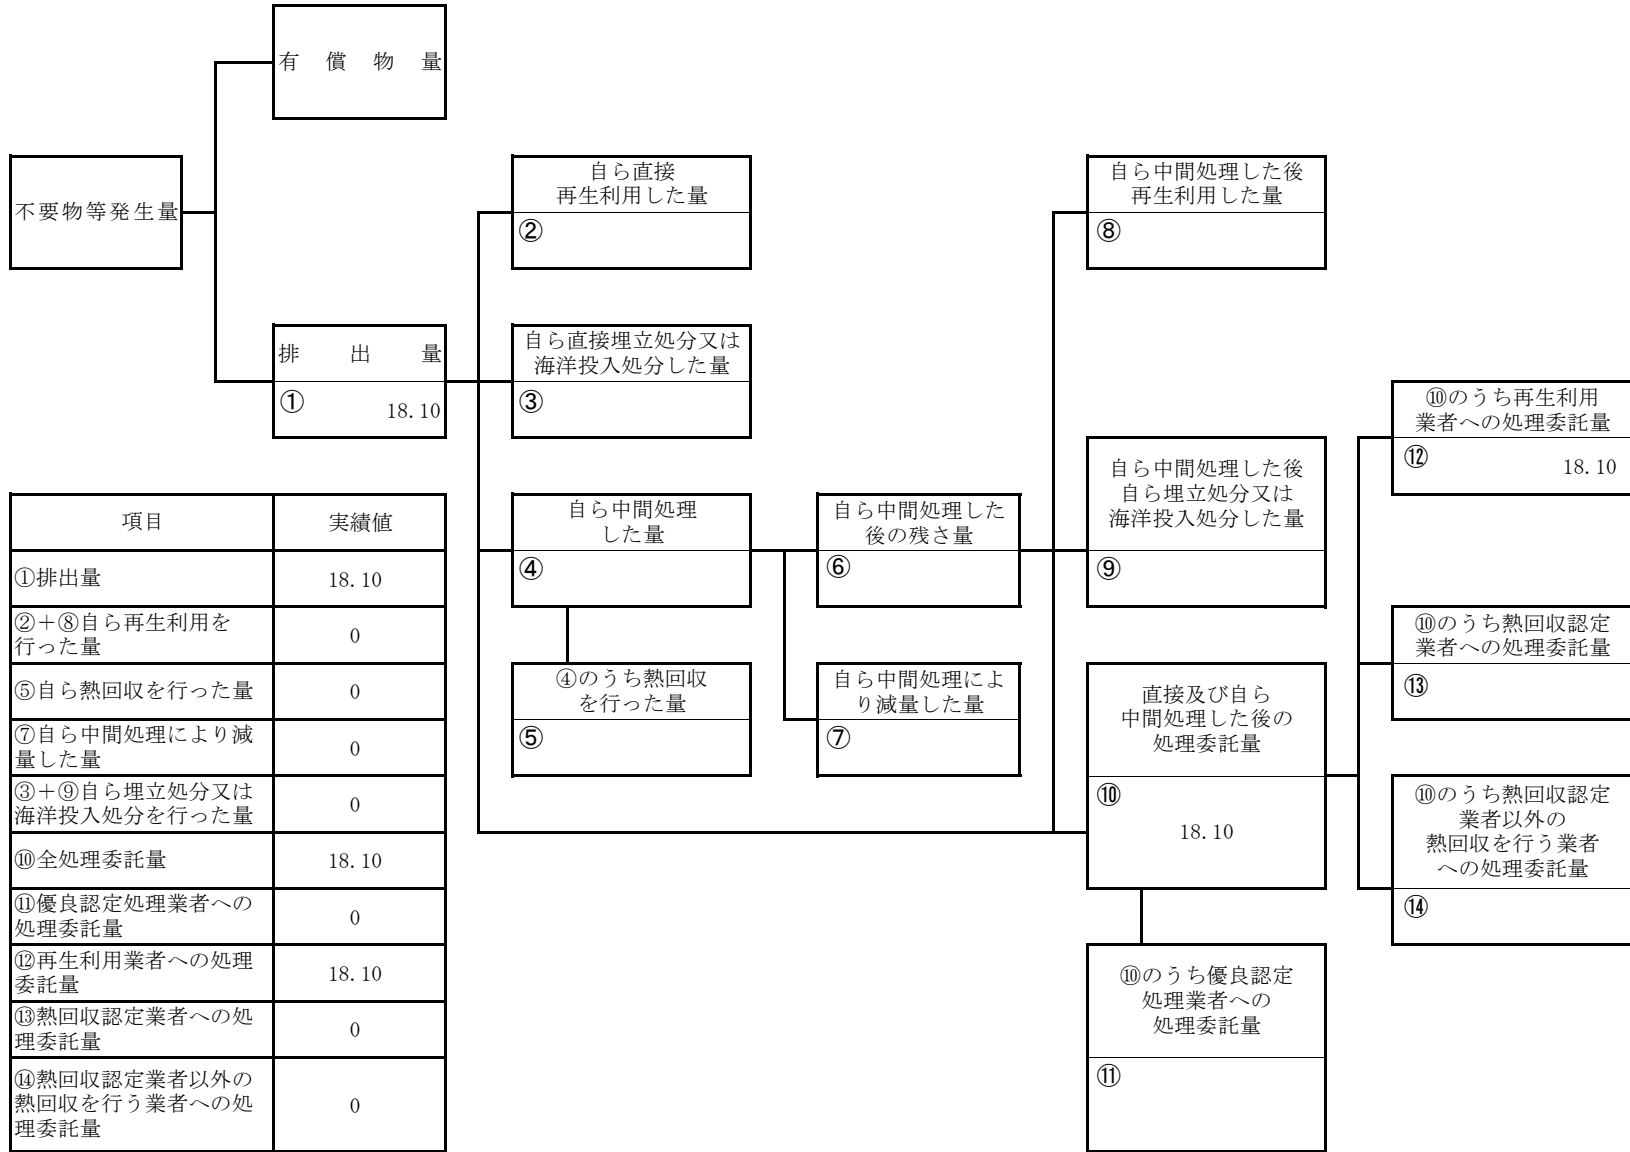 有償物量
不要物等発生量
排出量
①
18.10
自ら直接
再生利用した量
②
自ら直接埋立処分又は
海洋投入処分した量
③
自ら中間処理
した量
④
④のうち熱回収
を行った量
⑤
自ら中間処理した
後の残さ量
⑥
自ら中間処理によ
り減量した量
⑦
自ら中間処理した後
再生利用した量
⑧
自ら中間処理した後
自ら埋立処分又は
海洋投入処分した量
⑨
直接及び自ら
中間処理した後の
処理委託量
⑩
18.10
⑩のうち優良認定
処理業者への
処理委託量
⑪
⑩のうち再生利用
業者への処理委託量
⑫
18.10
⑩のうち熱回収認定
業者への処理委託量
⑬
⑩のうち熱回収認定
業者以外の
熱回収を行う業者
への処理委託量
⑭
項目 実績値
①排出量 18.10
②＋⑧自ら再生利用を
行った量
0
⑤自ら熱回収を行った量 0
⑦自ら中間処理により減
量した量
0
③＋⑨自ら埋立処分又は
海洋投入処分を行った量
0
⑩全処理委託量 18.10
⑪優良認定処理業者への
処理委託量
0
⑫再生利用業者への処理
委託量
18.10
⑬熱回収認定業者への処
理委託量
0
⑭熱回収認定業者以外の
熱回収を行う業者への処
理委託量
0